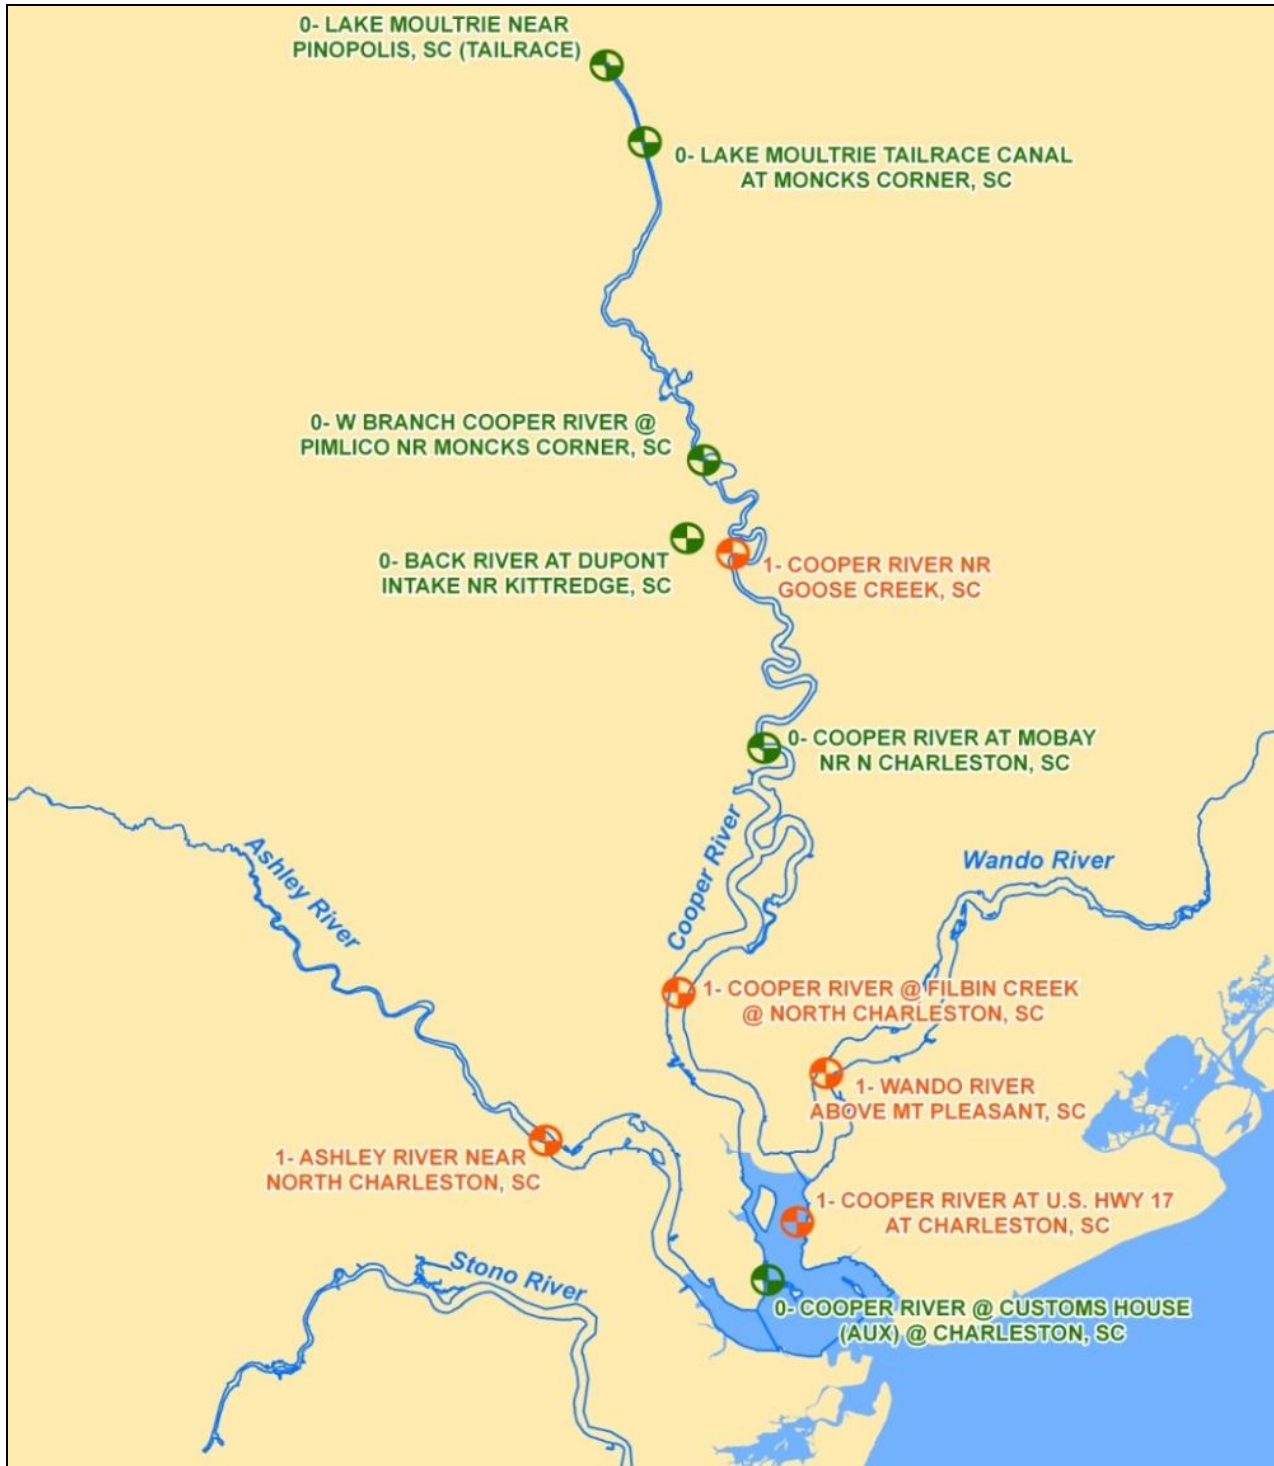 0- LAKE MOULTRIE NEAR
PINOPOLIS, SC (TAILRACE)
0- LAKE MOULTRIE TAILRACE CANAL
AT MONCKS CORNER, SC
0- W BRANCH COOPER RIVER @
PIMLICO NR MONCKS CORNER, SC
0- BACK RIVER AT DUPONT
INTAKE NR KITTREDGE, SC
1- COOPER RIVER NR
GOOSE CREEK, SC
0- COOPER RIVER AT MOBAY
NR N CHARLESTON, SC
Ashley River
Cooper River
Wando River
1- COOPER RIVER @ FILBIN CREEK
@ NORTH CHARLESTON, SC
1- WANDO RIVER
ABOVE MT PLEASANT, SC
1- ASHLEY RIVER NEAR
NORTH CHARLESTON, SC
1- COOPER RIVER AT U.S. HWY 17
AT CHARLESTON, SC
Stono River
0- COOPER RIVER @ CUSTOMS HOUSE
(AUX) @ CHARLESTON, SC